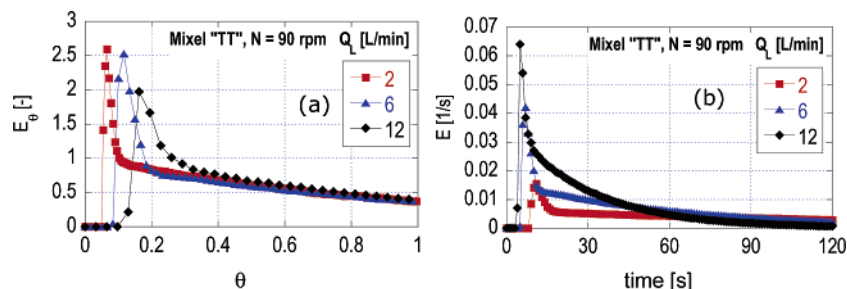 Mixel "TT", N = 90 rpm Q_L [L/min]
2
6
12
(a)
E_θ [-]
3
2.5
2
1.5
1
0.5
0
0 0.2 0.4 0.6 0.8 1
θ
Mixel "TT", N = 90 rpm Q_L [L/min]
2
6
12
(b)
E [1/s]
0.07
0.06
0.05
0.04
0.03
0.02
0.01
0
0 30 60 90 120
time [s]